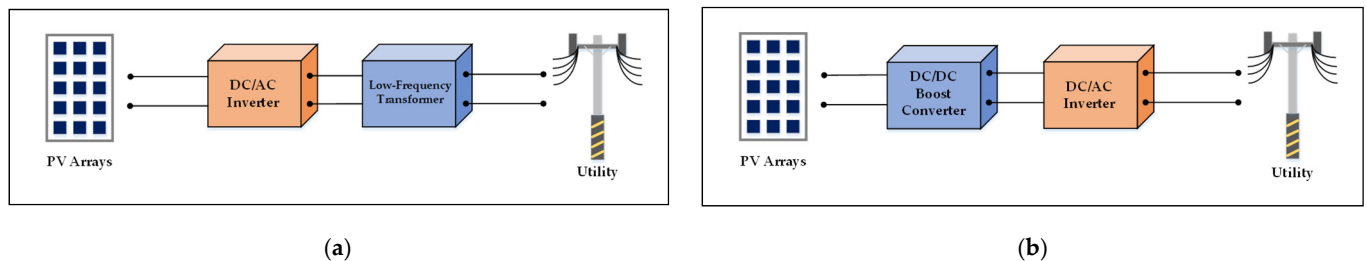 PV Arrays
DC/AC
Inverter
Low-Frequency
Transformer
Utility
(a)
PV Arrays
DC/DC
Boost
Converter
DC/AC
Inverter
Utility
(b)